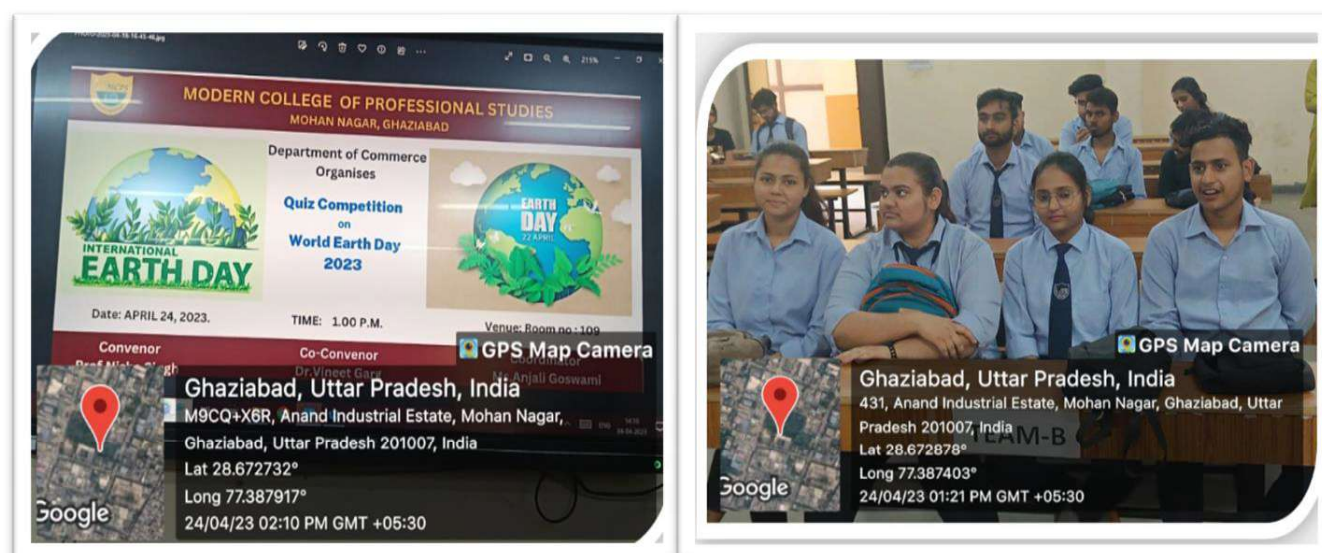 215%
MCPS
MODERN COLLEGE OF PROFESSIONAL STUDIES
MOHAN NAGAR, GHAZIABAD
Department of Commerce
Organises
Quiz Competition
on
World Earth Day
2023
INTERNATIONAL
EARTH DAY
EARTH
DAY
22 APRIL
Date: APRIL 24, 2023.
TIME: 1.00 P.M.
Venue: Room no : 109
Convenor
Co-Convenor
Coordinator
Dr.Vineet Garg
Ms Anjali Goswami
GPS Map Camera
Ghaziabad, Uttar Pradesh, India
M9CQ+X6R, Anand Industrial Estate, Mohan Nagar,
Ghaziabad, Uttar Pradesh 201007, India
Lat 28.672732°
Long 77.387917°
24/04/23 02:10 PM GMT +05:30
Google
ENG
TEAM-B
GPS Map Camera
Ghaziabad, Uttar Pradesh, India
431, Anand Industrial Estate, Mohan Nagar, Ghaziabad, Uttar
Pradesh 201007, India
Lat 28.672878°
Long 77.387403°
24/04/23 01:21 PM GMT +05:30
Google